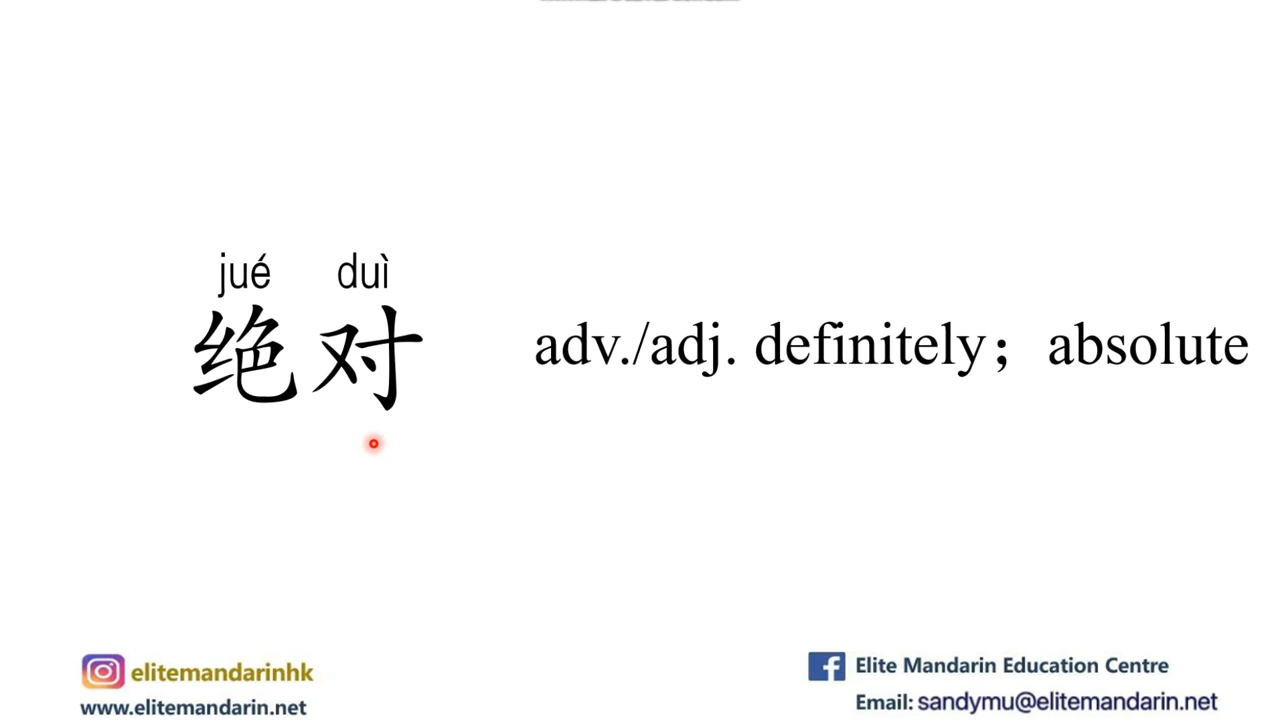 jué duì
绝对 adv./adj. definitely；absolute
elitemandarinhk
www.elitemandarin.net
Elite Mandarin Education Centre
Email: sandymu@elitemandarin.net